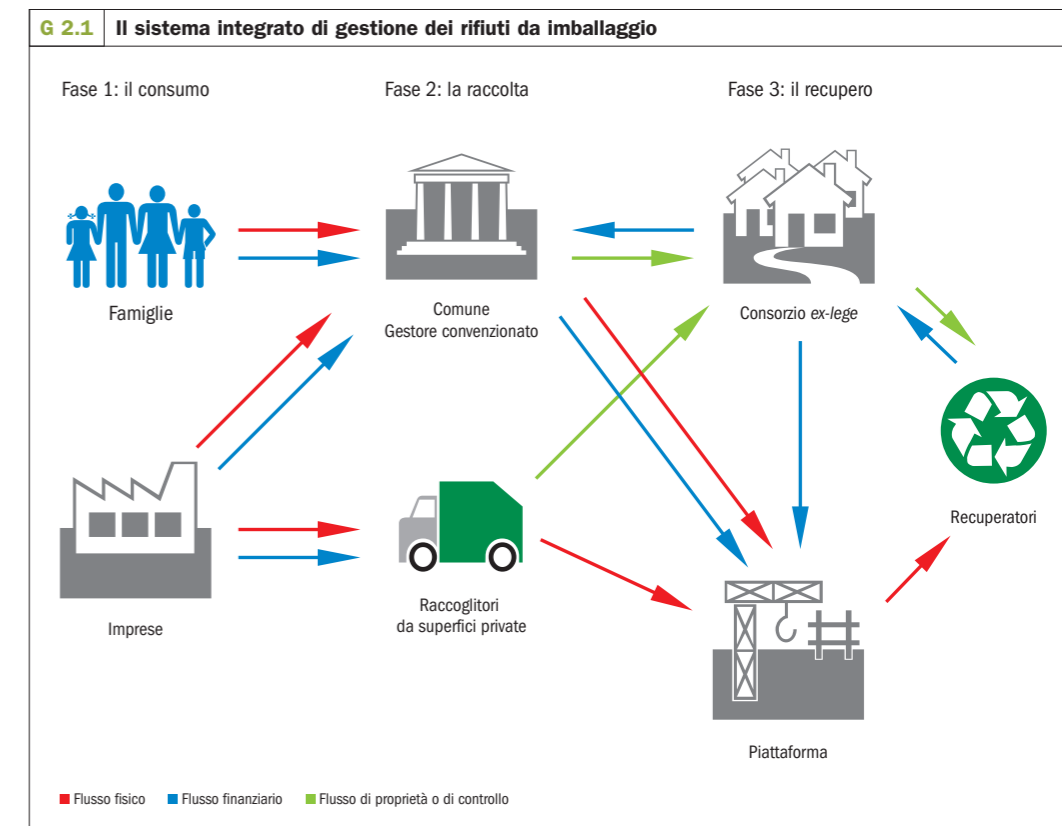 G 2.1 Il sistema integrato di gestione dei rifiuti da imballaggio
Fase 1: il consumo
Fase 2: la raccolta
Fase 3: il recupero
Famiglie
Comune
Gestore convenzionato
Consorzio ex-lege
Recuperatori
Imprese
Raccoglitori
da superfici private
Piattaforma
Flusso fisico
Flusso finanziario
Flusso di proprietà o di controllo